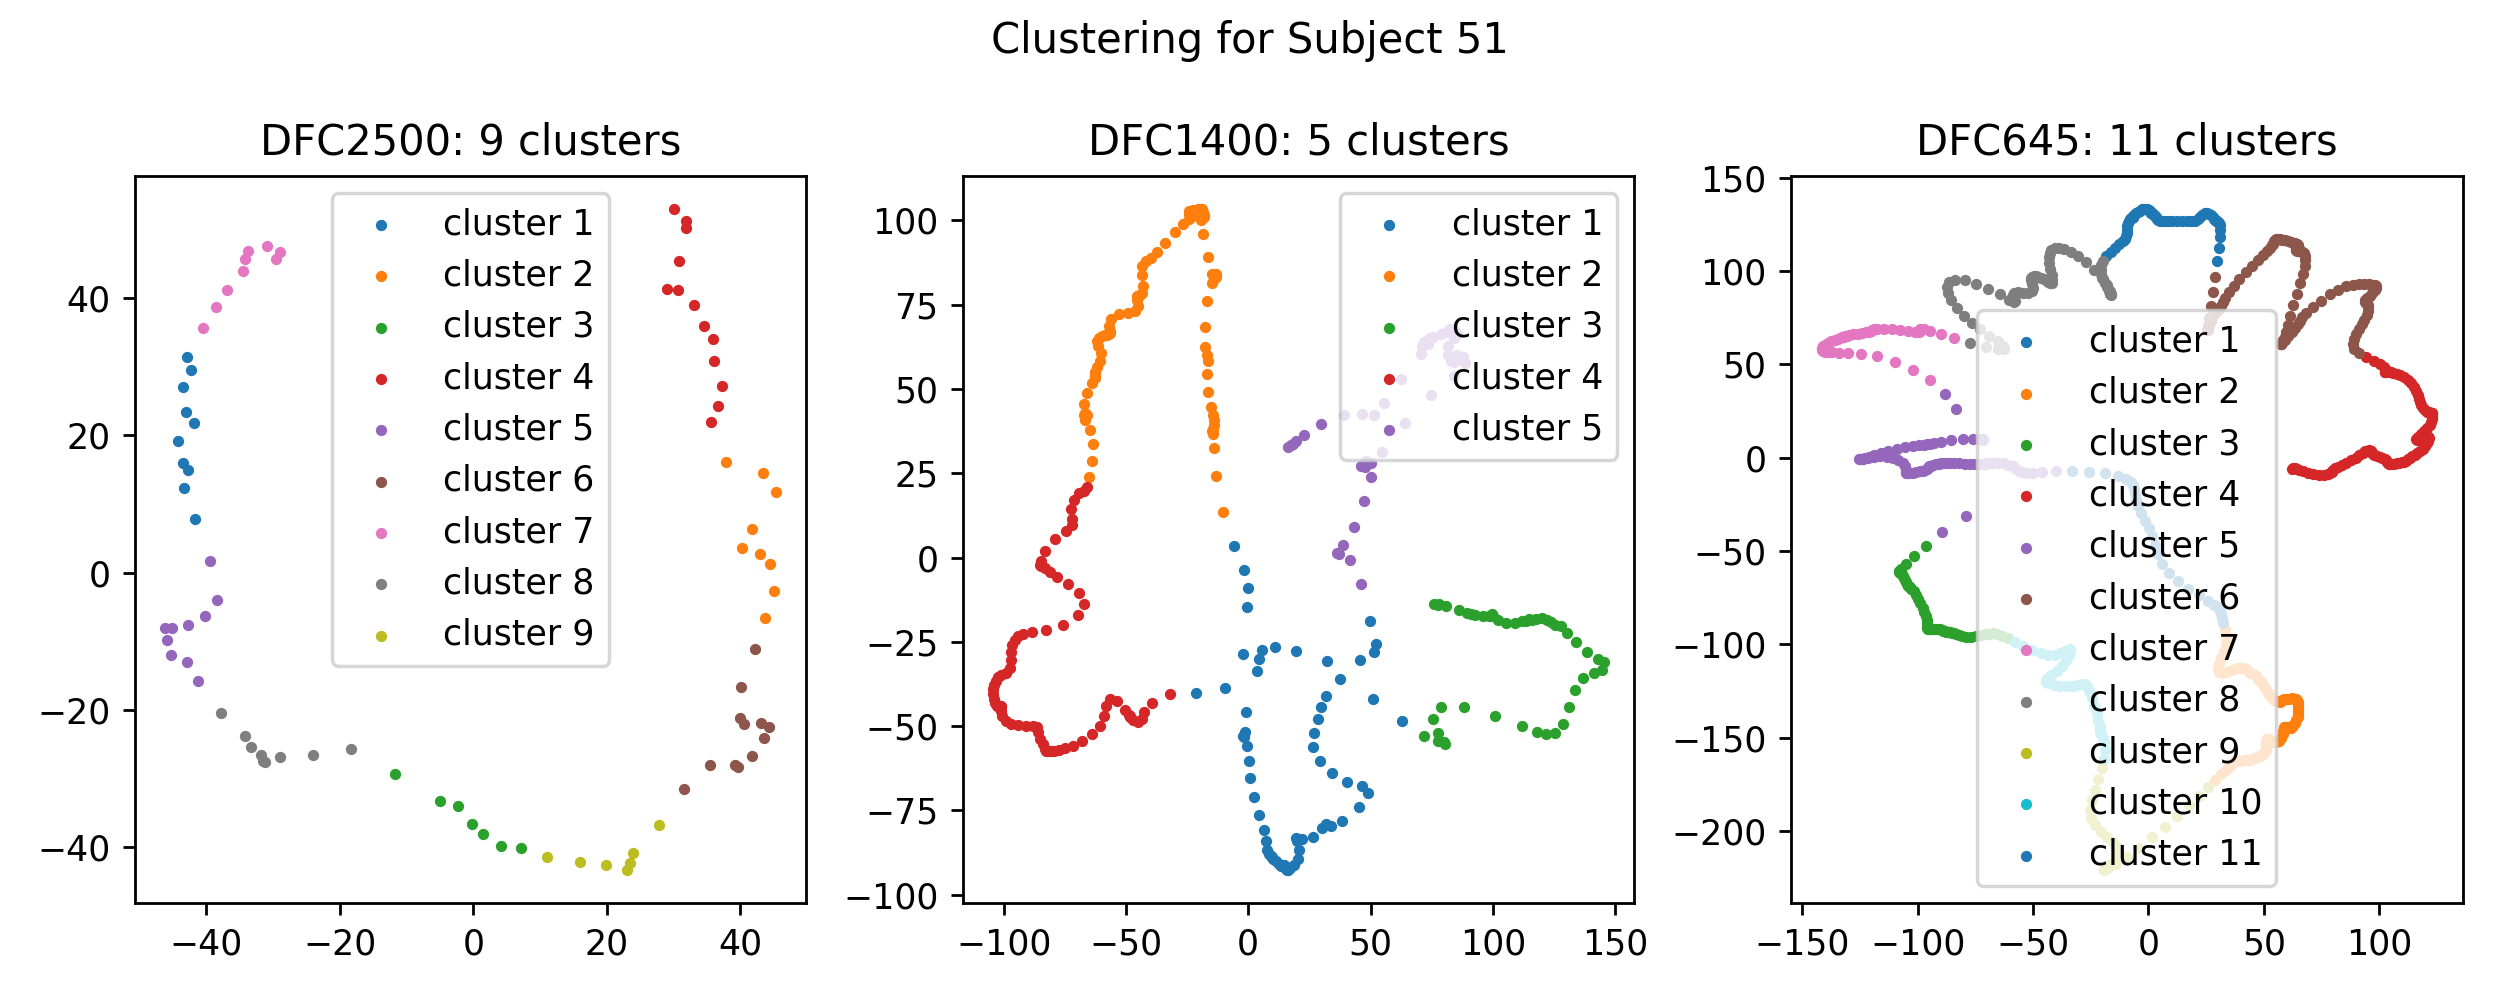 Clustering for Subject 51
DFC2500: 9 clusters
40
20
0
−20
−40
cluster 1
cluster 2
cluster 3
cluster 4
cluster 5
cluster 6
cluster 7
cluster 8
cluster 9
−40 −20 0 20 40
DFC1400: 5 clusters
100
75
50
25
0
−25
−50
−75
−100
cluster 1
cluster 2
cluster 3
cluster 4
cluster 5
−100 −50 0 50 100 150
DFC645: 11 clusters
150
100
50
0
−50
−100
−150
−200
cluster 1
cluster 2
cluster 3
cluster 4
cluster 5
cluster 6
cluster 7
cluster 8
cluster 9
cluster 10
cluster 11
−150 −100 −50 0 50 100